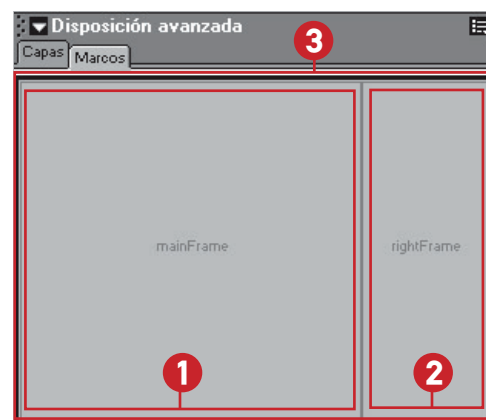 Disposición avanzada
3
Capas Marcos
mainFrame rightFrame
1 2